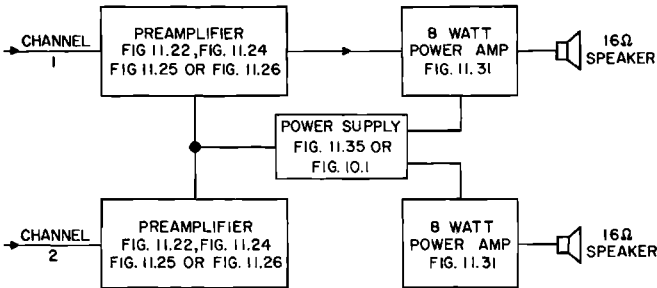 CHANNEL
1
PREAMPLIFIER
FIG 11.22, FIG. 11.24
FIG 11.25 OR FIG. 11.26
8 WATT
POWER AMP
FIG. 11.31
16Ω
SPEAKER
POWER SUPPLY
FIG. 11.35 OR
FIG. 10.1
CHANNEL
2
PREAMPLIFIER
FIG. 11.22, FIG. 11.24
FIG. 11.25 OR FIG. 11.26
8 WATT
POWER AMP
FIG. 11.31
16Ω
SPEAKER